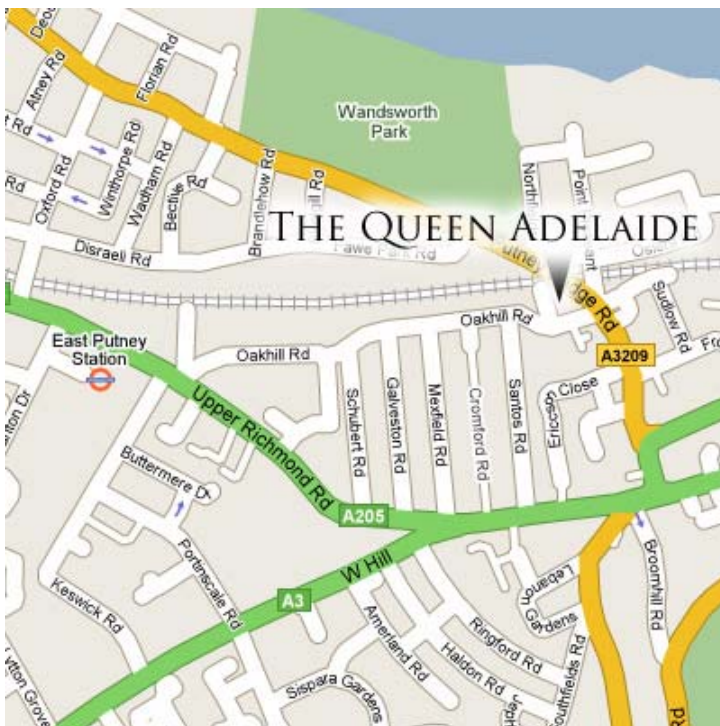 Atney Rd
Florian Rd
Wandsworth
Park
Oxford Rd
Winthorpe Rd
Wadham Rd
Bective Rd
Brandlehow Rd
Disraeli Rd
THE QUEEN ADELAIDE
Rd
Sudlow Rd
Oakhill Rd
A3209
East Putney
Station
Oakhill Rd
Close
Upper Richmond Rd
Schubert Rd
Galveston Rd
Mexfield Rd
Cromford Rd
Santos Rd
Buttermere Dr
A205
W Hill
A3
Portinscale Rd
Keswick Rd
Amerland Rd
Haldon Rd
Ringford Rd
Lebanon
Gardens
Broomhill Rd
Sispara Gardens